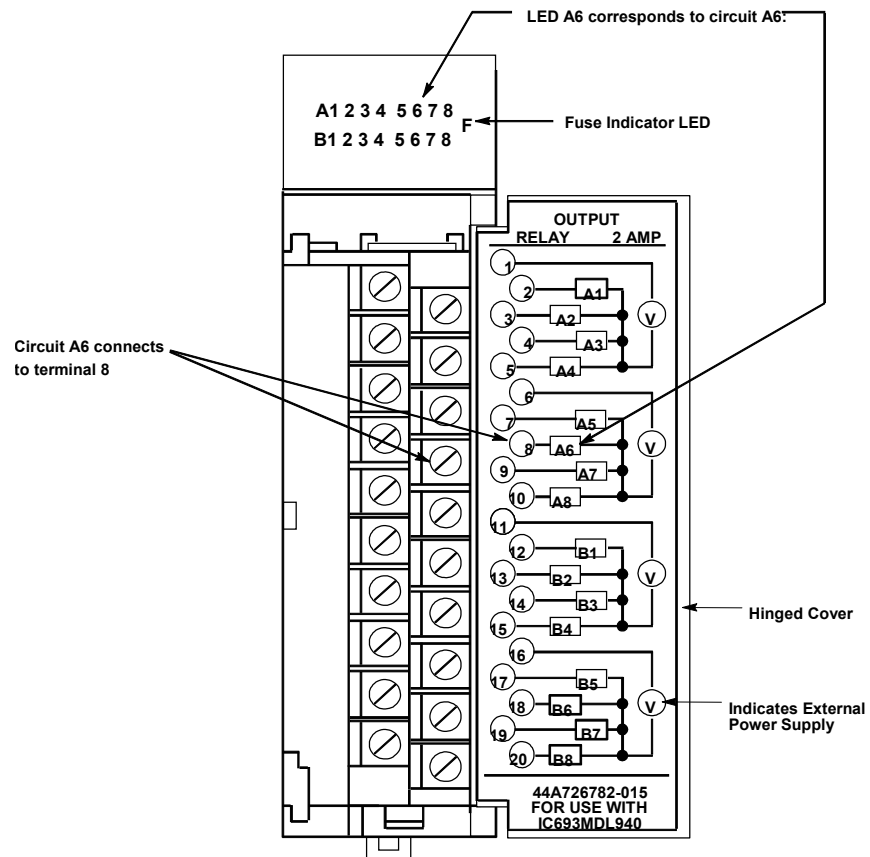 LED A6 corresponds to circuit A6:
A1 2 3 4 5 6 7 8
F
B1 2 3 4 5 6 7 8
Fuse Indicator LED
OUTPUT
RELAY 2 AMP
1
2 A1
3 A2 V
4 A3
5 A4
6
7 A5
8 A6 V
9 A7
10 A8
11
12 B1
13 B2 V
14 B3
15 B4
16
17 B5
18 B6 V
19 B7
20 B8
44A726782-015
FOR USE WITH
IC693MDL940
Circuit A6 connects
to terminal 8
Hinged Cover
Indicates External
Power Supply